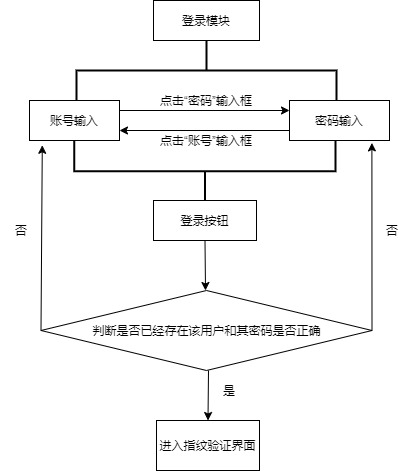 登录模块
点击“密码”输入框
账号输入
密码输入
点击“账号”输入框
登录按钮
否
否
判断是否已经存在该用户和其密码是否正确
是
进入指纹验证界面